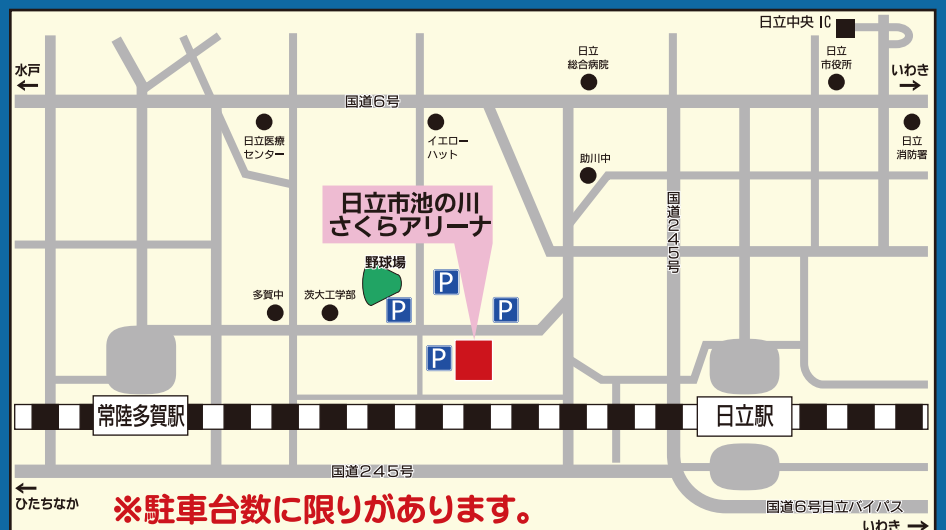 日立中央 IC
水戸
日立
総合病院
日立
市役所
いわき
国道6号
日立医療
センター
イエロー
ハット
日立
消防署
助川中
日立市池の川
さくらアリーナ
国道245号
野球場
P
P
P
多賀中
茨大工学部
P
常陸多賀駅
日立駅
国道245号
ひたちなか
※駐車台数に限りがあります。
国道6号日立バイパス
いわき